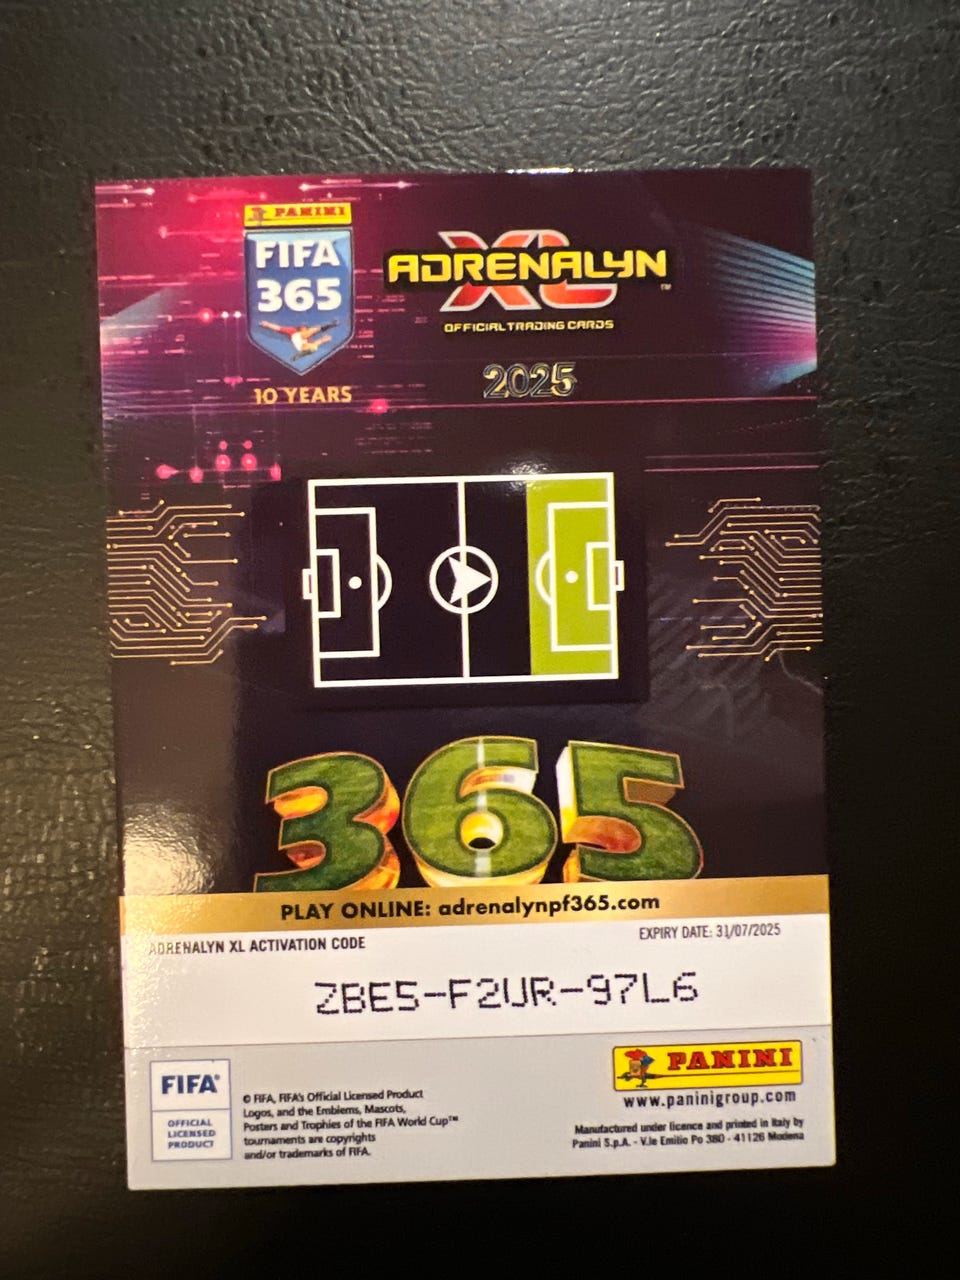 PANINI
FIFA
365
10 YEARS
ADRENALYN
XL
™
OFFICIAL TRADING CARDS
2025
365
PLAY ONLINE: adrenalynpf365.com
ADRENALYN XL ACTIVATION CODE
EXPIRY DATE: 31/07/2025
ZBE5-F2UR-97L6
FIFA®
OFFICIAL
LICENSED
PRODUCT
© FIFA, FIFA's Official Licensed Product
Logos, and the Emblems, Mascots,
Posters and Trophies of the FIFA World Cup™
tournaments are copyrights
and/or trademarks of FIFA.
PANINI
www.paninigroup.com
Manufactured under licence and printed in Italy by
Panini S.p.A. - V.le Emilio Po 380 - 41126 Modena